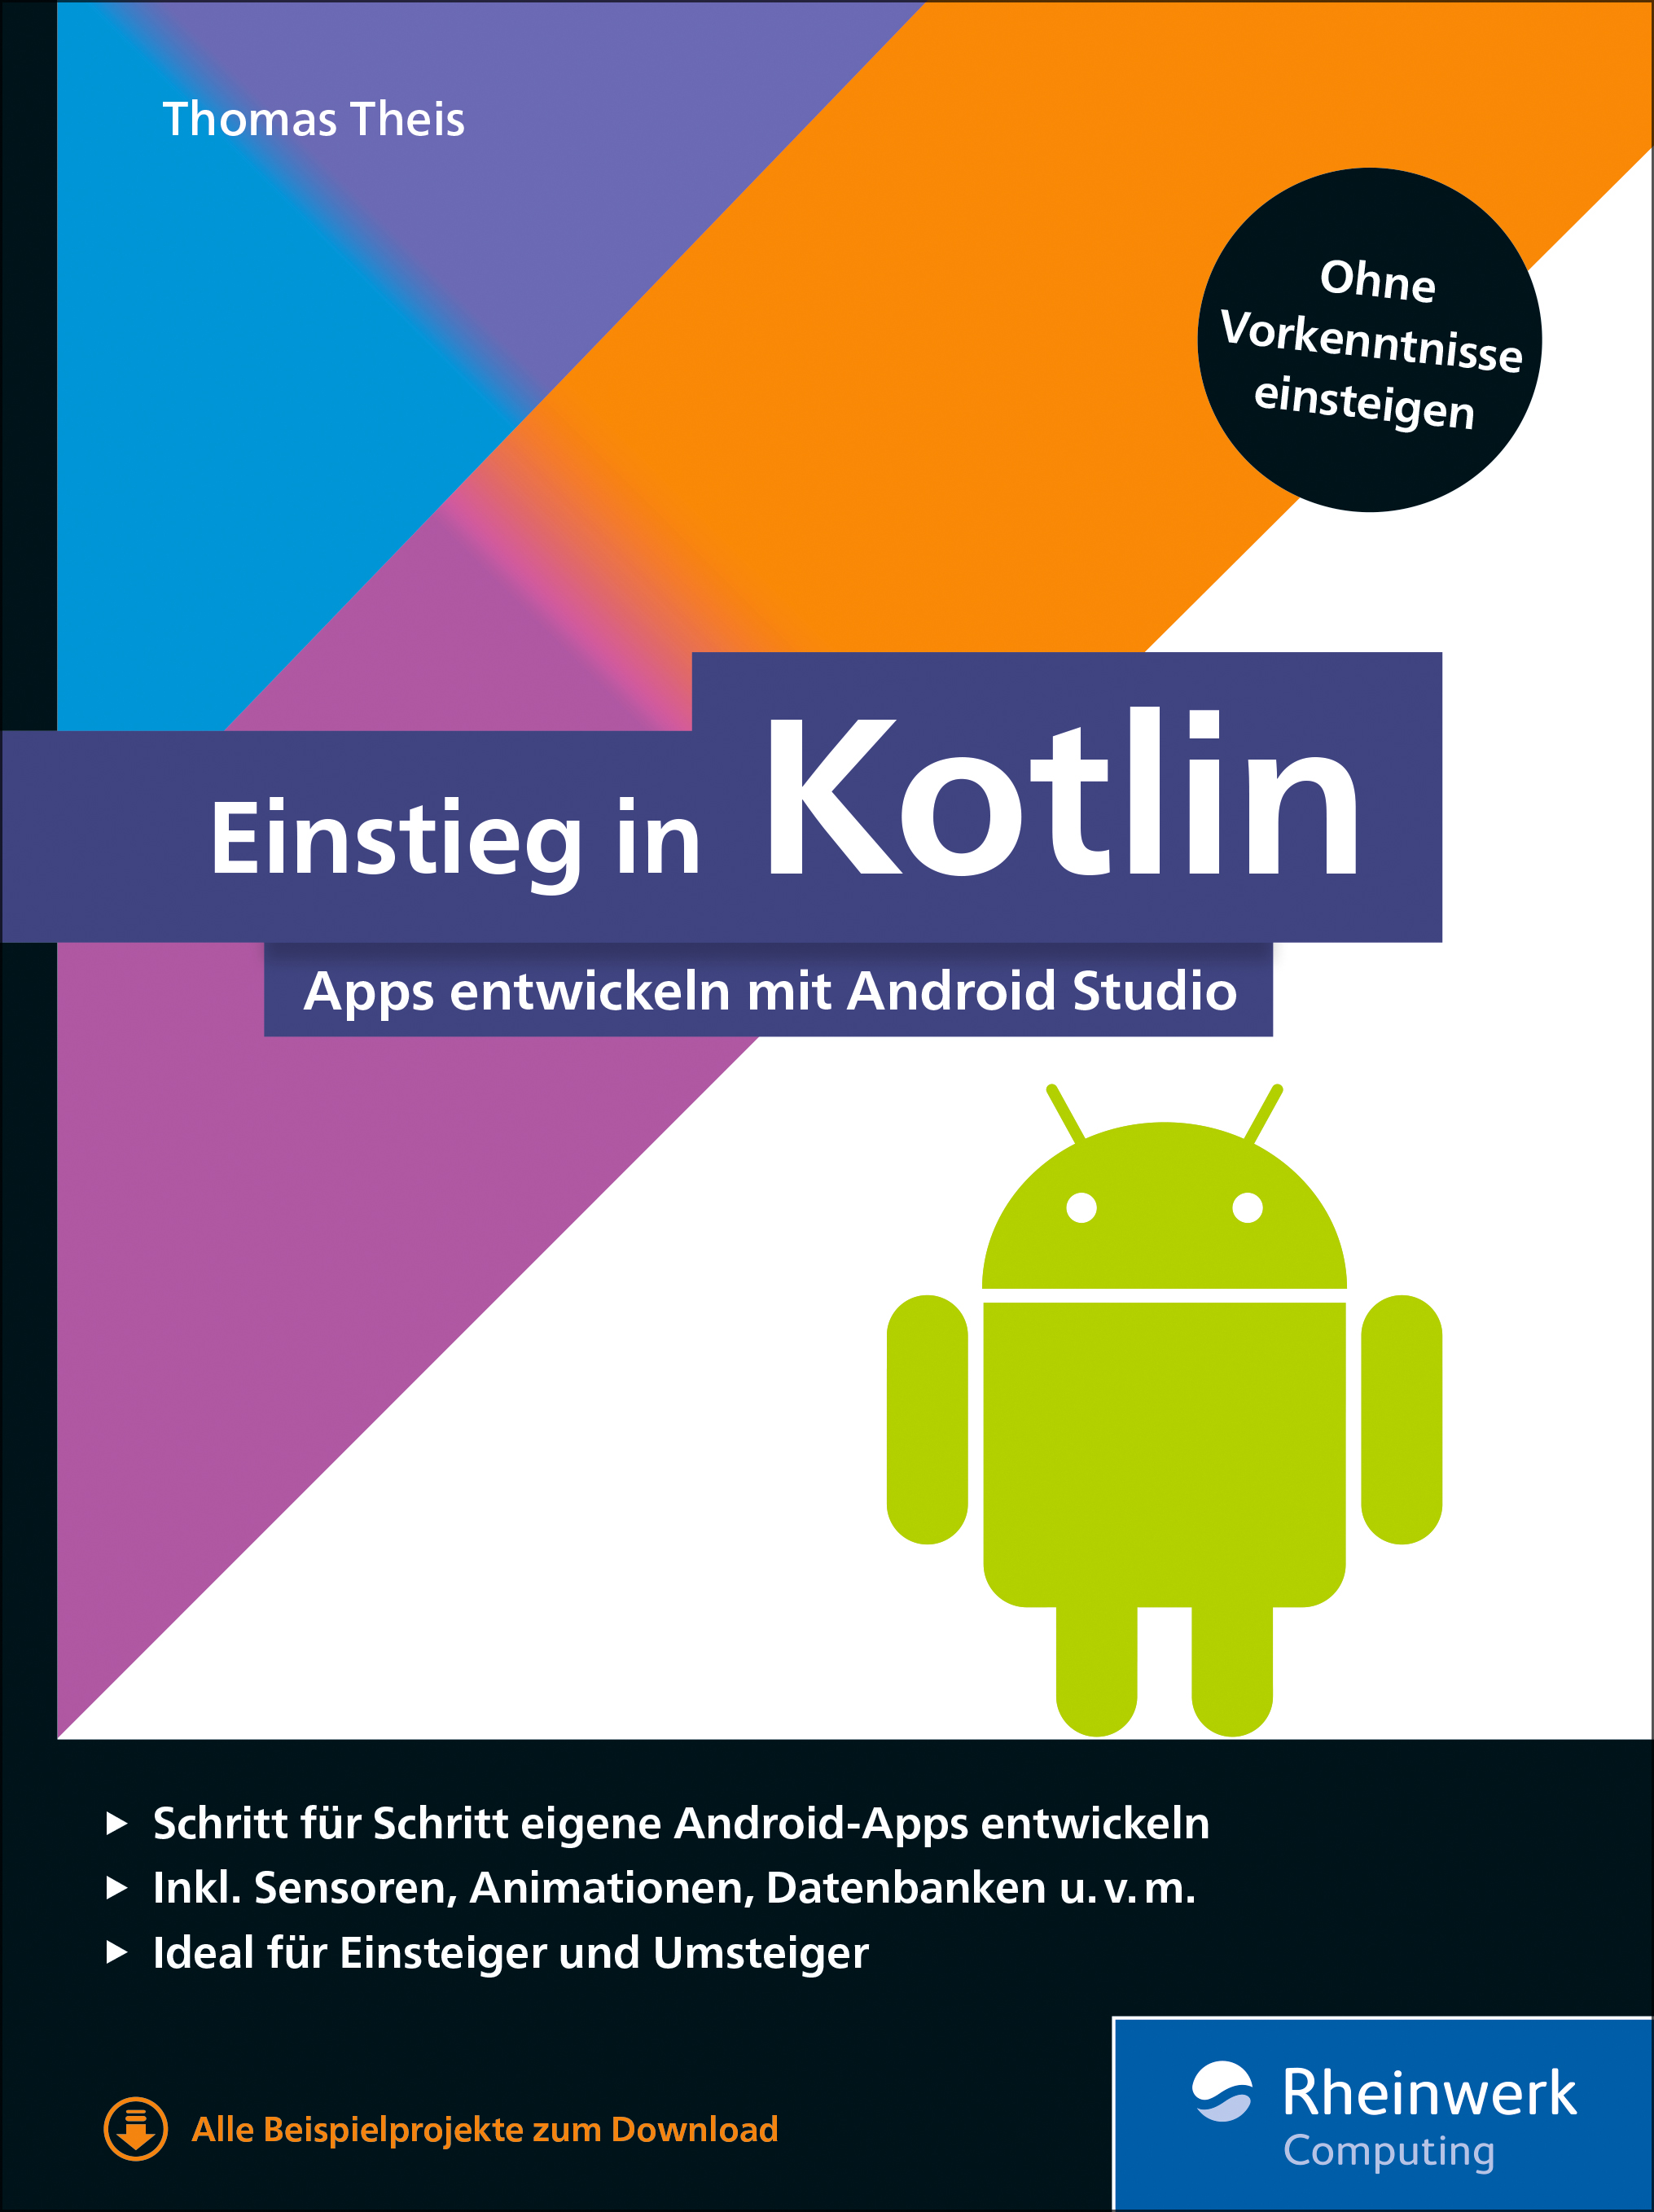 Thomas Theis
Ohne
Vorkenntnisse
einsteigen
Einstieg in Kotlin
Apps entwickeln mit Android Studio
► Schritt für Schritt eigene Android-Apps entwickeln
► Inkl. Sensoren, Animationen, Datenbanken u. v. m.
► Ideal für Einsteiger und Umsteiger
Alle Beispielprojekte zum Download
Rheinwerk
Computing